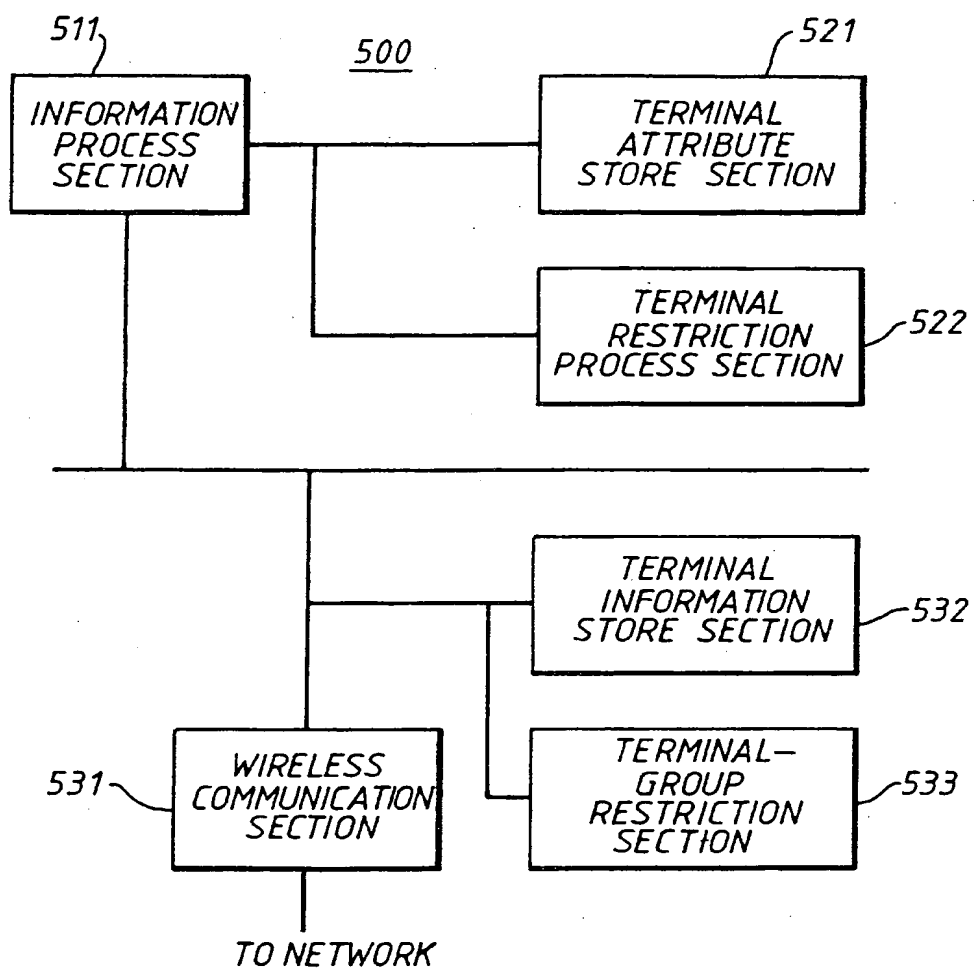 511
500
521
INFORMATION
PROCESS
SECTION
TERMINAL
ATTRIBUTE
STORE SECTION
TERMINAL
RESTRICTION
PROCESS SECTION
522
TERMINAL
INFORMATION
STORE SECTION
532
531
WIRELESS
COMMUNICATION
SECTION
TERMINAL-
GROUP
RESTRICTION
SECTION
533
TO NETWORK